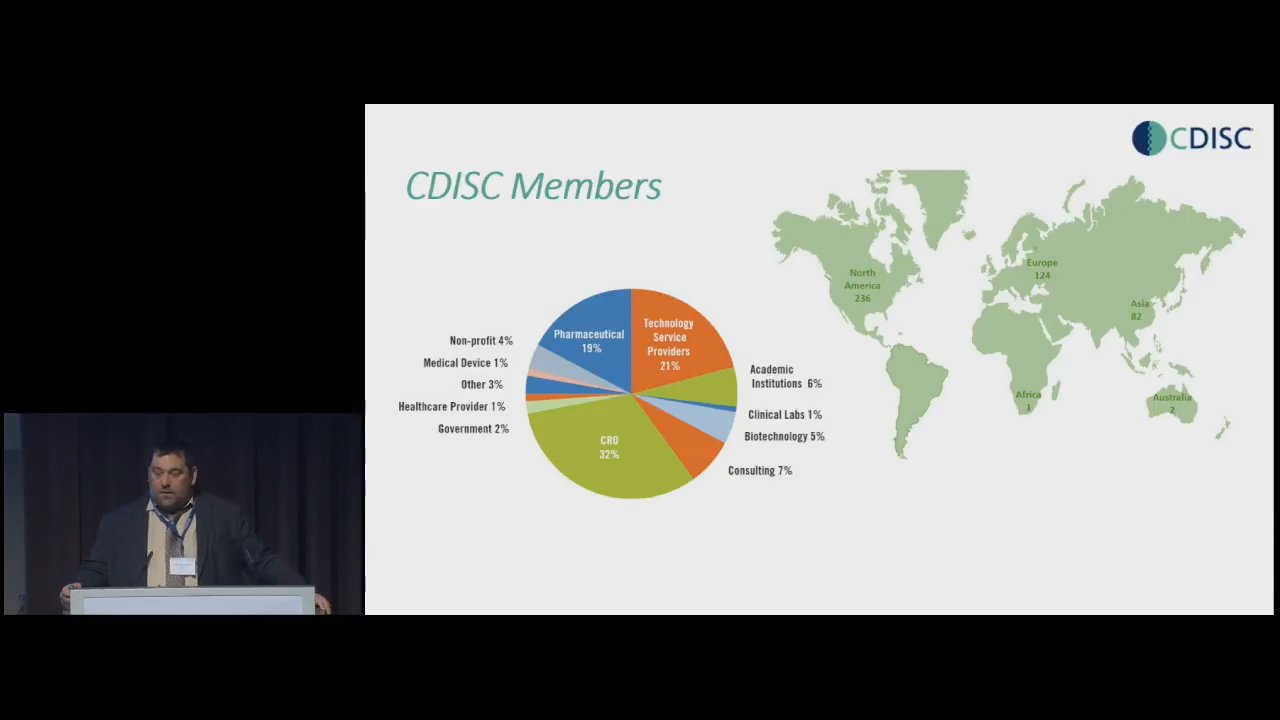 CDISC
CDISC Members
North
America
236
Europe
124
Asia
82
Africa
1
Australia
2
Pharmaceutical
19%
Technology
Service
Providers
21%
Non-profit 4%
Medical Device 1%
Other 3%
Healthcare Provider 1%
Government 2%
Academic
Institutions 6%
Clinical Labs 1%
Biotechnology 5%
Consulting 7%
CRO
32%